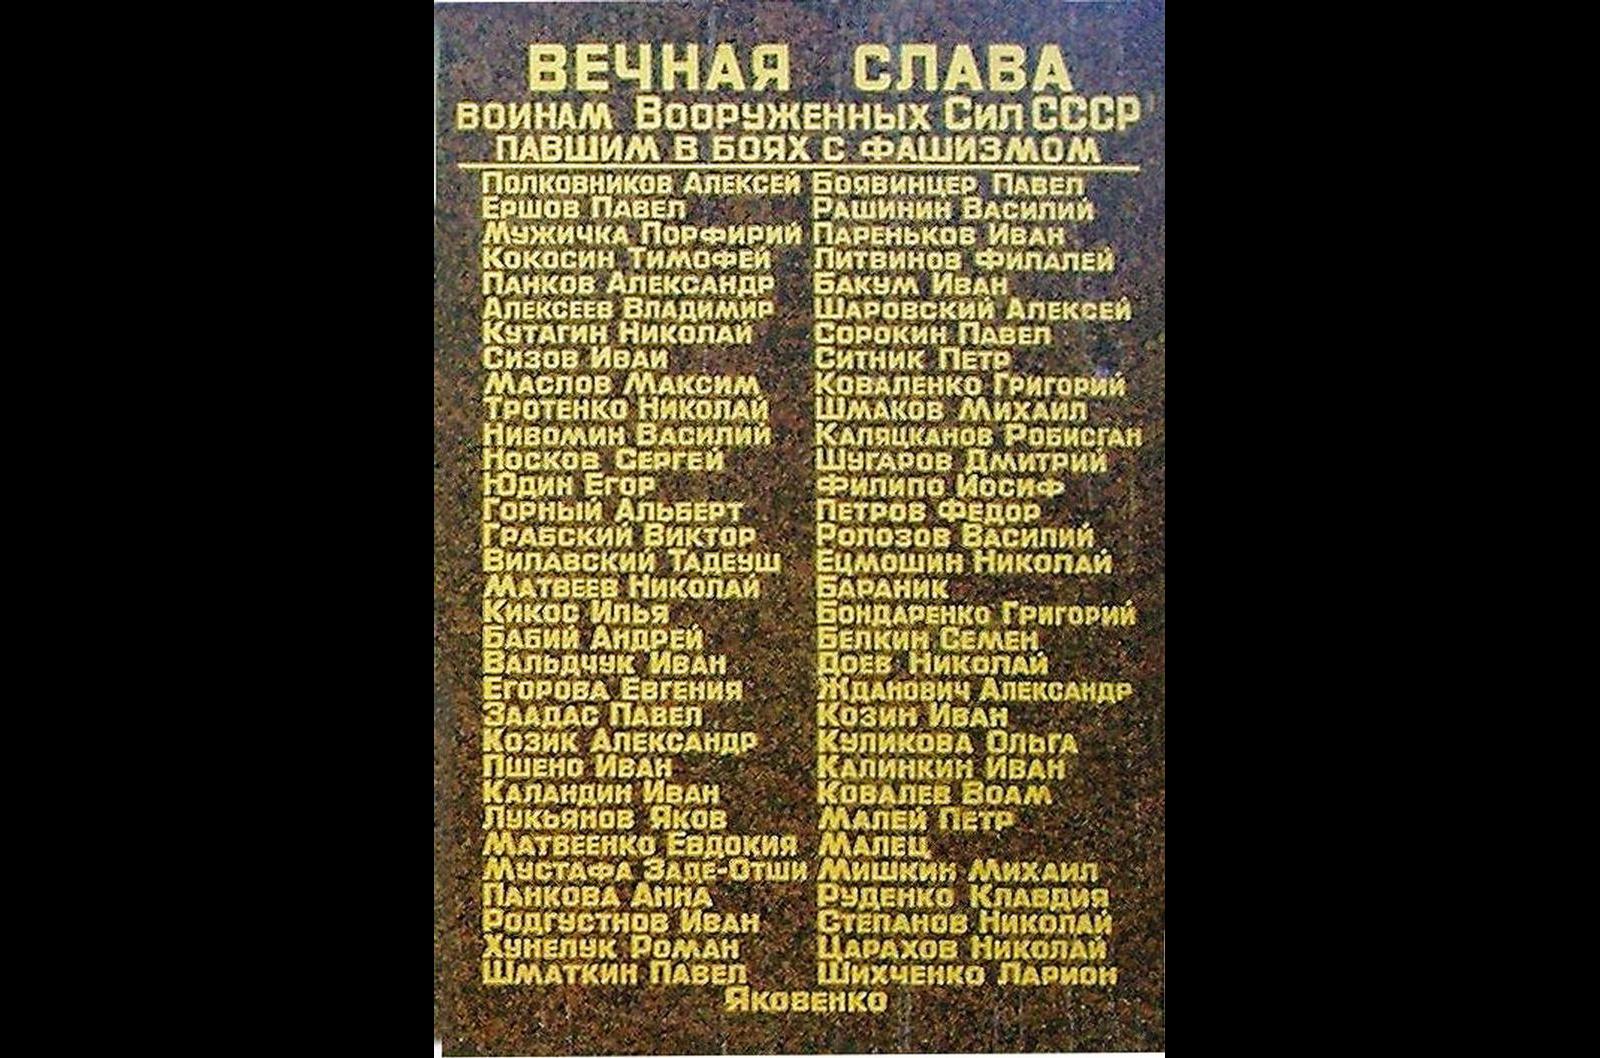 ВЕЧНАЯ СЛАВА
ВОИНАМ ВООРУЖЕННЫХ СИЛ СССР
ПАВШИМ В БОЯХ С ФАШИЗМОМ
ПОЛКОВНИКОВ АЛЕКСЕЙ
ЕРШОВ ПАВЕЛ
МУЖИЧКА ПОРФИРИЙ
КОКОСИН ТИМОФЕЙ
ПАНКОВ АЛЕКСАНДР
АЛЕКСЕЕВ ВЛАДИМИР
КУТАГИН НИКОЛАЙ
СИЗОВ ИВАН
МАСЛОВ МАКСИМ
ТРОТЕНКО НИКОЛАЙ
НИВОМИН ВАСИЛИЙ
НОСКОВ СЕРГЕЙ
ЮДИН ЕГОР
ГОРНЫЙ АЛЬБЕРТ
ГРАБСКИЙ ВИКТОР
ВИЛАВСКИЙ ТАДЕУШ
МАТВЕЕВ НИКОЛАЙ
КИКОС ИЛЬЯ
БАБИЙ АНДРЕЙ
ВАЛЬДЧУК ИВАН
ЕГОРОВА ЕВГЕНИЯ
ЗААДАС ПАВЕЛ
КОЗИК АЛЕКСАНДР
ПШЕНО ИВАН
КАЛАНДИН ИВАН
ЛУКЬЯНОВ ЯКОВ
МАТВЕЕНКО ЕВДОКИЯ
МУСТАФА ЗАДЕ-ОТШИ
ПАНКОВА АННА
РОДГУСТНОВ ИВАН
ХУНЕЛУК РОМАН
ШМАТКИН ПАВЕЛ
БОЯВИНЦЕР ПАВЕЛ
РАШИНИН ВАСИЛИЙ
ПАРЕНЬКОВ ИВАН
ЛИТВИНОВ ФИЛАЛЕЙ
БАКУМ ИВАН
ШАРОВСКИЙ АЛЕКСЕЙ
СОРОКИН ПАВЕЛ
СИТНИК ПЕТР
КОВАЛЕНКО ГРИГОРИЙ
ШМАКОВ МИХАИЛ
КАЛЯЦКАНОВ РОБИСГАН
ШУГАРОВ ДМИТРИЙ
ФИЛИПО ИОСИФ
ПЕТРОВ ФЕДОР
РОЛОЗОВ ВАСИЛИЙ
ЕЦМОШИН НИКОЛАЙ
БАРАНИК
БОНДАРЕНКО ГРИГОРИЙ
БЕЛКИН СЕМЕН
ДОЕВ НИКОЛАЙ
ЖДАНОВИЧ АЛЕКСАНДР
КОЗИН ИВАН
КУЛИКОВА ОЛЬГА
КАЛИНКИН ИВАН
КОВАЛЕВ ВОАМ
МАЛЕЙ ПЕТР
МАЛЕЦ
МИШКИН МИХАИЛ
РУДЕНКО КЛАВДИЯ
СТЕПАНОВ НИКОЛАЙ
ЦАРАХОВ НИКОЛАЙ
ШИХЧЕНКО ЛАРИОН
ЯКОВЕНКО